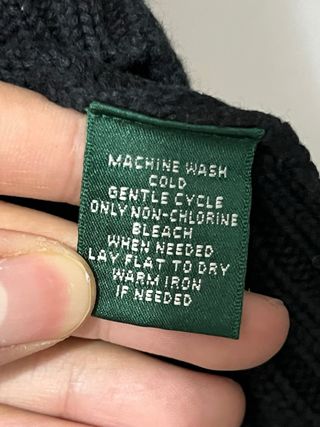 MACHINE WASH
COLD
GENTLE CYCLE
ONLY NON-CHLORINE
BLEACH
WHEN NEEDED
LAY FLAT TO DRY
WARM IRON
IF NEEDED